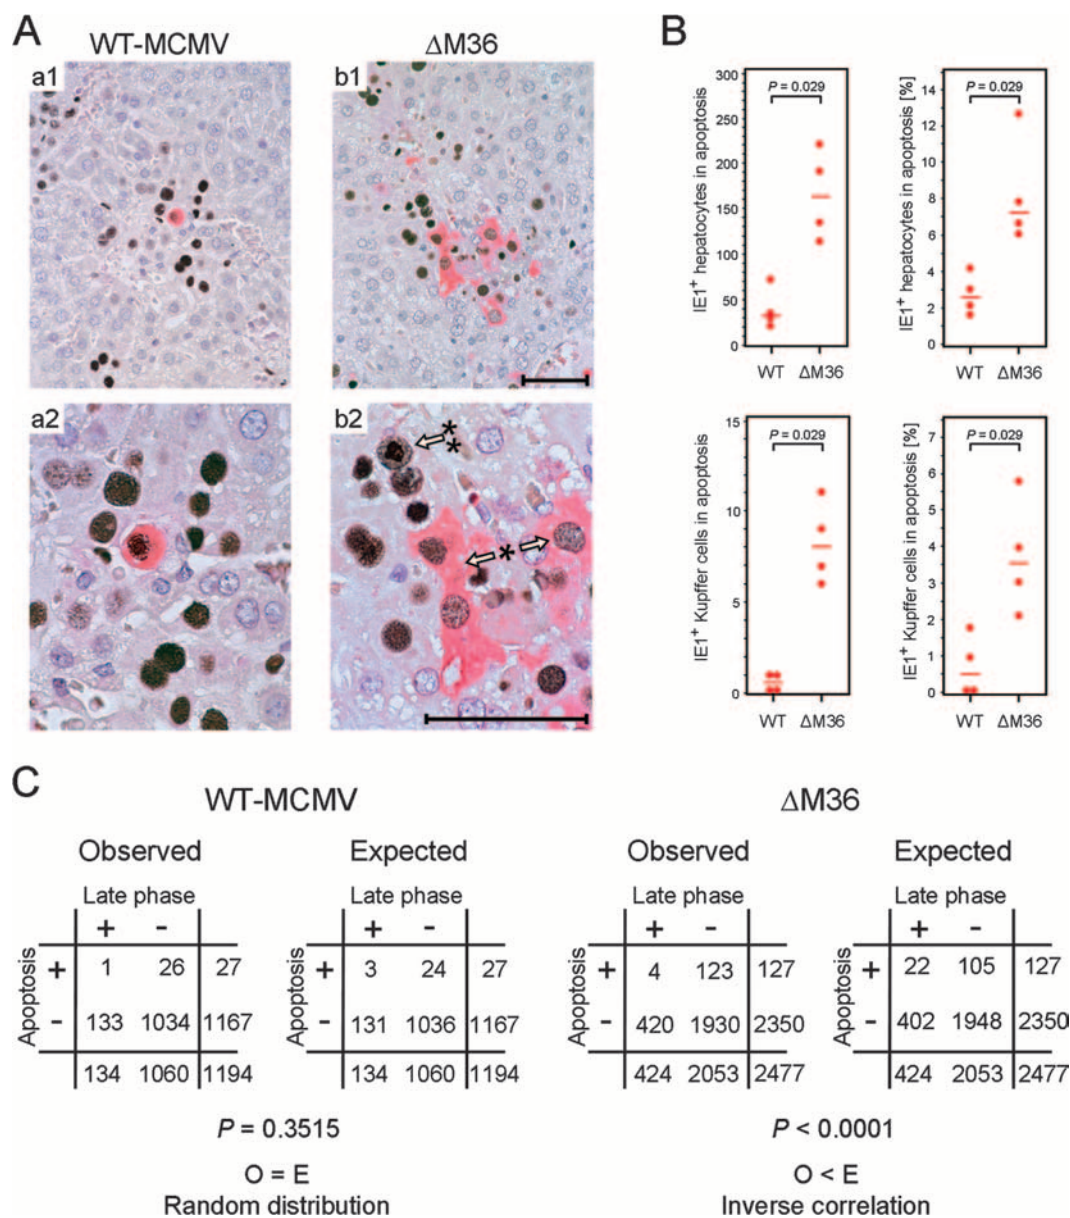 A
WT-MCMV
ΔM36
a1
b1
a2
b2
*
*
*
B
IE1⁺ hepatocytes in apoptosis
300
250
200
150
100
50
0
P = 0.029
WT ΔM36
IE1⁺ hepatocytes in apoptosis [%]
14
12
10
8
6
4
2
0
P = 0.029
WT ΔM36
IE1⁺ Kupffer cells in apoptosis
15
10
5
0
P = 0.029
WT ΔM36
IE1⁺ Kupffer cells in apoptosis [%]
7
6
5
4
3
2
1
0
P = 0.029
WT ΔM36
C
WT-MCMV
Observed
Late phase
+ -
Apoptosis
+ 1 26 27
- 133 1034 1167
134 1060 1194
Expected
Late phase
+ -
Apoptosis
+ 3 24 27
- 131 1036 1167
134 1060 1194
P = 0.3515
O = E
Random distribution
ΔM36
Observed
Late phase
+ -
Apoptosis
+ 4 123 127
- 420 1930 2350
424 2053 2477
Expected
Late phase
+ -
Apoptosis
+ 22 105 127
- 402 1948 2350
424 2053 2477
P < 0.0001
O < E
Inverse correlation